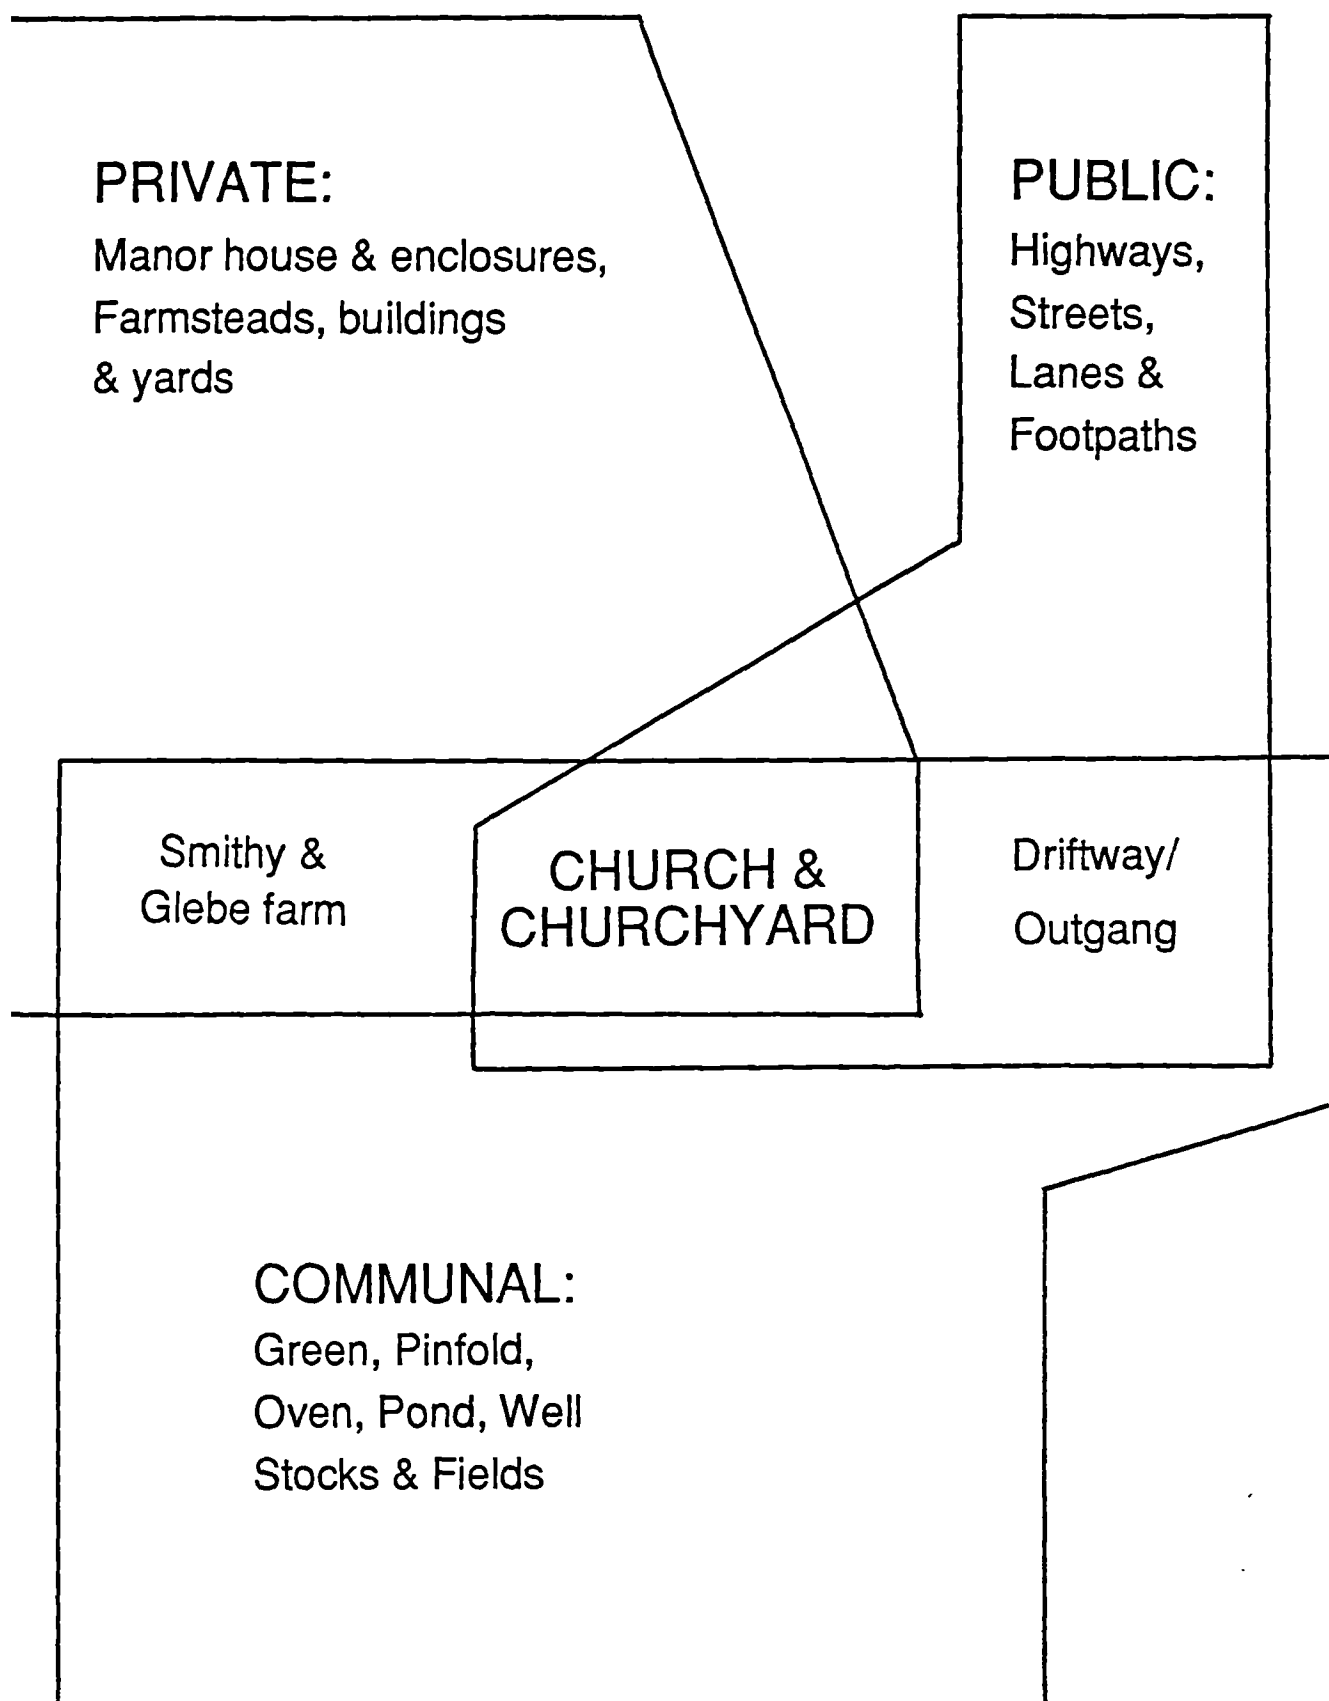 PRIVATE:
Manor house & enclosures,
Farmsteads, buildings
& yards
PUBLIC:
Highways,
Streets,
Lanes &
Footpaths
Smithy &
Glebe farm
CHURCH &
CHURCHYARD
Driftway/
Outgang
COMMUNAL:
Green, Pinfold,
Oven, Pond, Well
Stocks & Fields